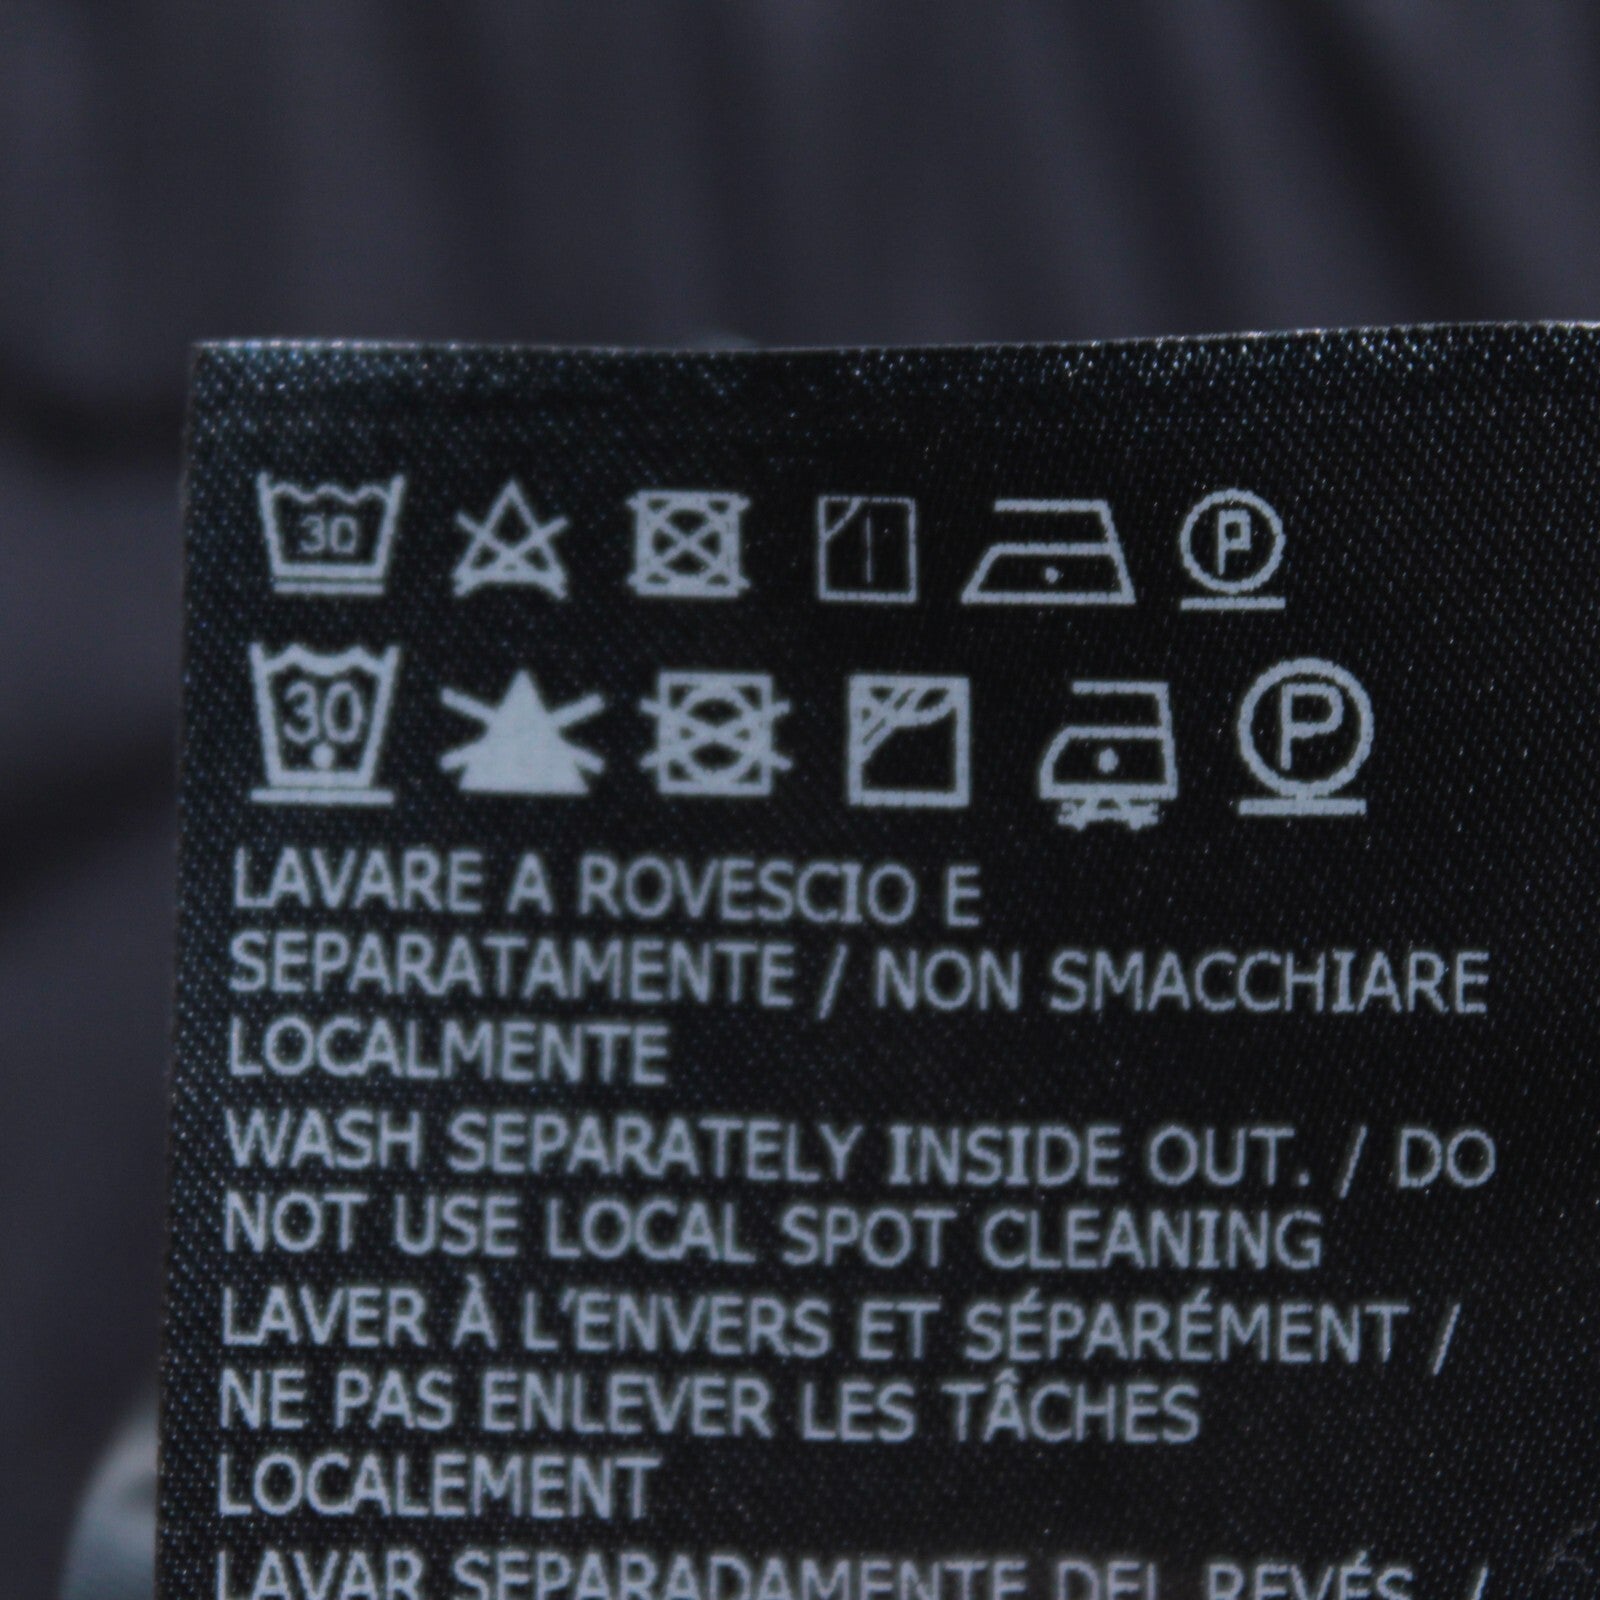 30
P
30
P
LAVARE A ROVESCIO E
SEPARATAMENTE / NON SMACCHIARE
LOCALMENTE
WASH SEPARATELY INSIDE OUT. / DO
NOT USE LOCAL SPOT CLEANING
LAVER À L'ENVERS ET SÉPARÉMENT /
NE PAS ENLEVER LES TÂCHES
LOCALEMENT
LAVAR SEPARADAMENTE DEL REVÉS /